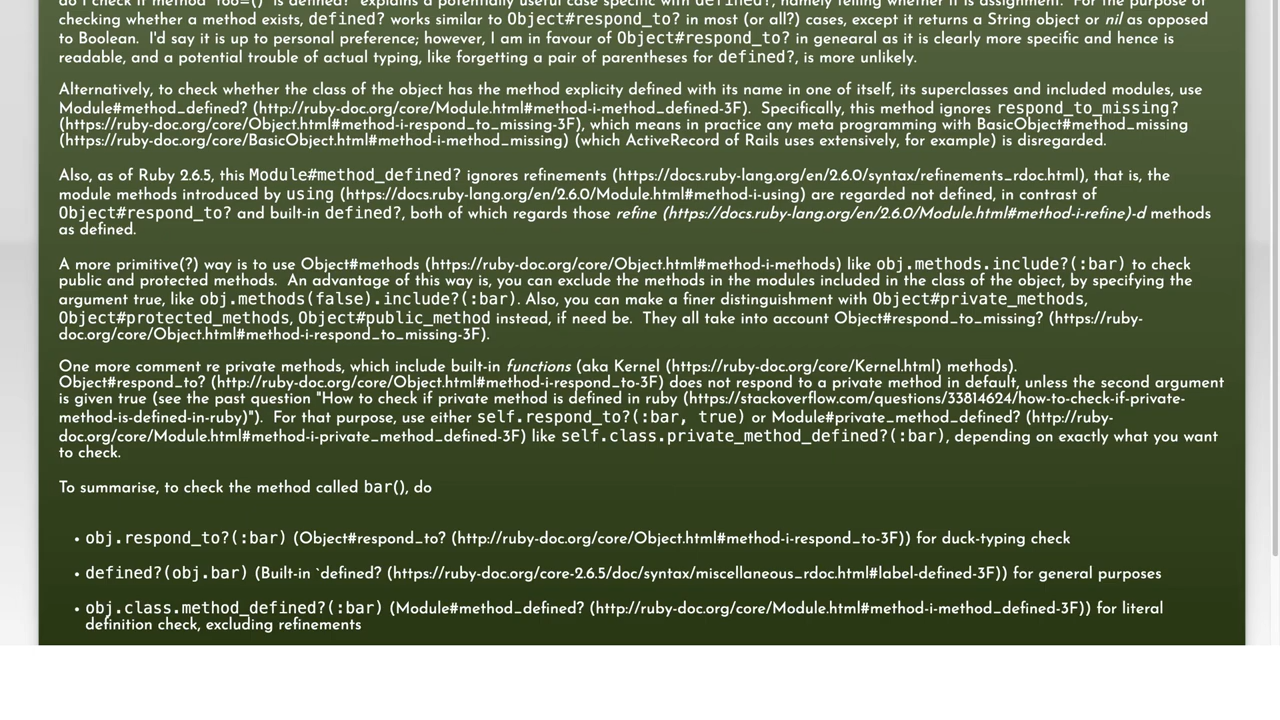 do I check if method "foo=()" is defined?" explains a potentially useful case specific with defined?, namely telling whether it is assignment.  For the purpose of
checking whether a method exists, defined? works similar to Object#respond_to? in most (or all?) cases, except it returns a String object or nil as opposed
to Boolean.  I'd say it is up to personal preference; however, I am in favour of Object#respond_to? in genearal as it is clearly more specific and hence is
readable, and a potential trouble of actual typing, like forgetting a pair of parentheses for defined?, is more unlikely.
Alternatively, to check whether the class of the object has the method explicity defined with its name in one of itself, its superclasses and included modules, use
Module#method_defined? (http://ruby-doc.org/core/Module.html#method-i-method_defined-3F).  Specifically, this method ignores respond_to_missing?
(https://ruby-doc.org/core/Object.html#method-i-respond_to_missing-3F), which means in practice any meta programming with BasicObject#method_missing
(https://ruby-doc.org/core/BasicObject.html#method-i-method_missing) (which ActiveRecord of Rails uses extensively, for example) is disregarded.
Also, as of Ruby 2.6.5, this Module#method_defined? ignores refinements (https://docs.ruby-lang.org/en/2.6.0/syntax/refinements_rdoc.html), that is, the
module methods introduced by using (https://docs.ruby-lang.org/en/2.6.0/Module.html#method-i-using) are regarded not defined, in contrast of
Object#respond_to? and built-in defined?, both of which regards those refine (https://docs.ruby-lang.org/en/2.6.0/Module.html#method-i-refine)-d methods
as defined.
A more primitive(?) way is to use Object#methods (https://ruby-doc.org/core/Object.html#method-i-methods) like obj.methods.include?(:bar) to check
public and protected methods.  An advantage of this way is, you can exclude the methods in the modules included in the class of the object, by specifying the
argument true, like obj.methods(false).include?(:bar). Also, you can make a finer distinguishment with Object#private_methods,
Object#protected_methods, Object#public_method instead, if need be.  They all take into account Object#respond_to_missing? (https://ruby-
doc.org/core/Object.html#method-i-respond_to_missing-3F).
One more comment re private methods, which include built-in functions (aka Kernel (https://ruby-doc.org/core/Kernel.html) methods).
Object#respond_to? (http://ruby-doc.org/core/Object.html#method-i-respond_to-3F) does not respond to a private method in default, unless the second argument
is given true (see the past question "How to check if private method is defined in ruby (https://stackoverflow.com/questions/33814624/how-to-check-if-private-
method-is-defined-in-ruby)").  For that purpose, use either self.respond_to?(:bar, true) or Module#private_method_defined? (http://ruby-
doc.org/core/Module.html#method-i-private_method_defined-3F) like self.class.private_method_defined?(:bar), depending on exactly what you want
to check.
To summarise, to check the method called bar(), do
• obj.respond_to?(:bar) (Object#respond_to? (http://ruby-doc.org/core/Object.html#method-i-respond_to-3F)) for duck-typing check
• defined?(obj.bar) (Built-in `defined? (https://ruby-doc.org/core-2.6.5/doc/syntax/miscellaneous_rdoc.html#label-defined-3F)) for general purposes
• obj.class.method_defined?(:bar) (Module#method_defined? (http://ruby-doc.org/core/Module.html#method-i-method_defined-3F)) for literal
definition check, excluding refinements